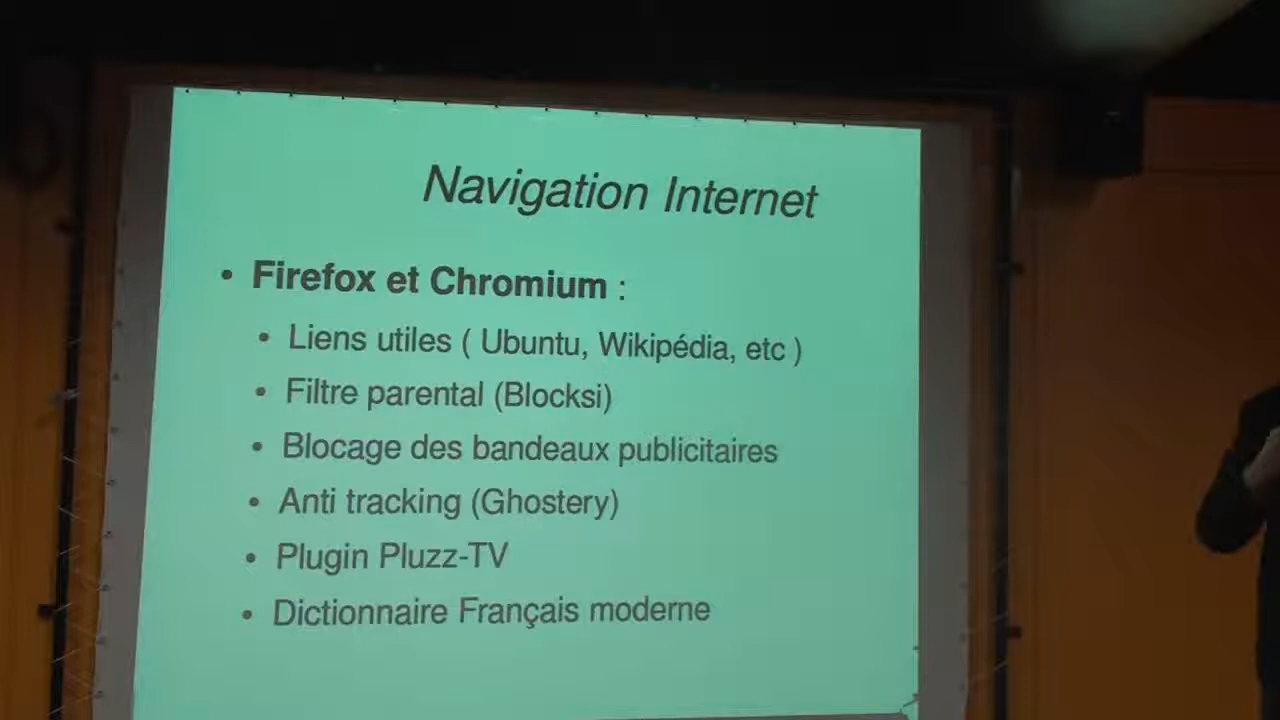 Navigation Internet
• Firefox et Chromium :
• Liens utiles ( Ubuntu, Wikipédia, etc )
• Filtre parental (Blocksi)
• Blocage des bandeaux publicitaires
• Anti tracking (Ghostery)
• Plugin Pluzz-TV
• Dictionnaire Français moderne